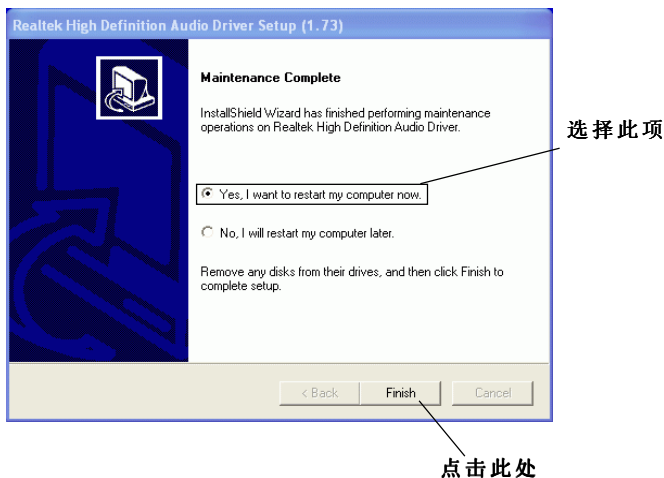 Realtek High Definition Audio Driver Setup (1.73)
Maintenance Complete
InstallShield Wizard has finished performing maintenance
operations on Realtek High Definition Audio Driver.
选择此项
Yes, I want to restart my computer now.
No, I will restart my computer later.
Remove any disks from their drives, and then click Finish to
complete setup.
< Back
Finish
Cancel
点击此处